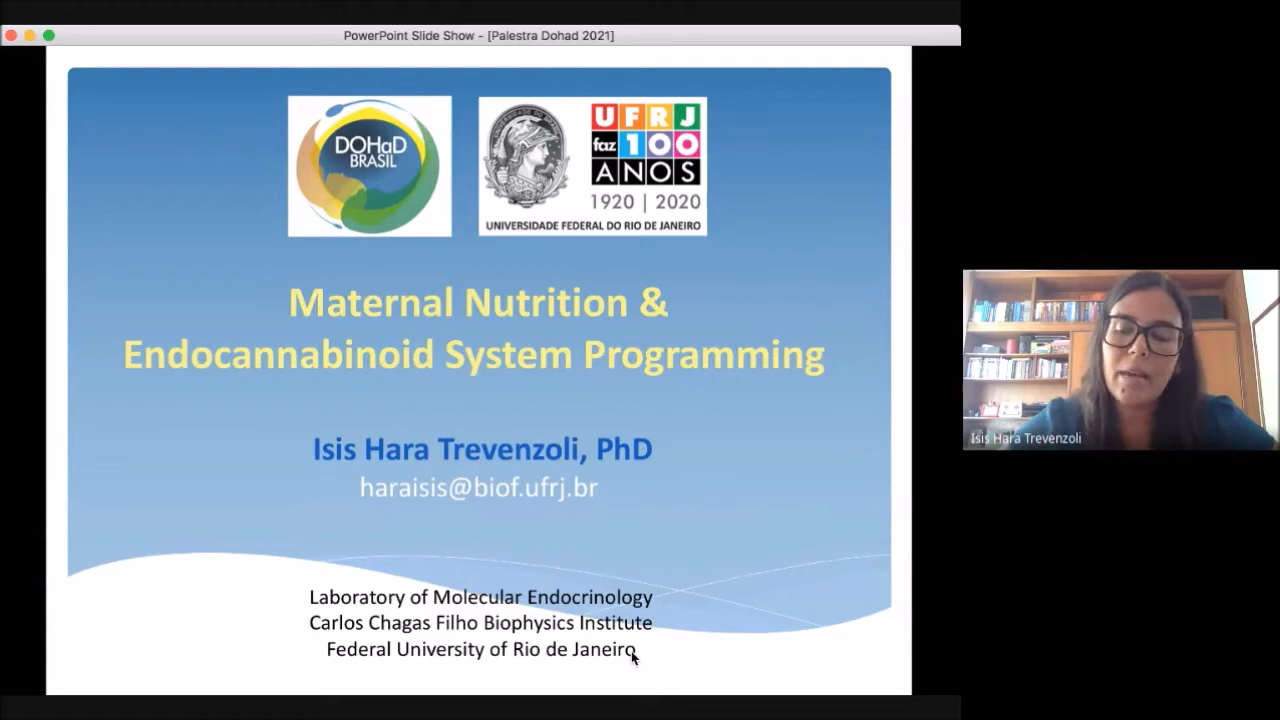 PowerPoint Slide Show - [Palestra Dohad 2021]
DOHaD
BRASIL
UFRJ
faz 100
ANOS
1920 | 2020
UNIVERSIDADE FEDERAL DO RIO DE JANEIRO
Maternal Nutrition &
Endocannabinoid System Programming
Isis Hara Trevenzoli, PhD
haraisis@biof.ufrj.br
Isis Hara Trevenzoli
Laboratory of Molecular Endocrinology
Carlos Chagas Filho Biophysics Institute
Federal University of Rio de Janeiro